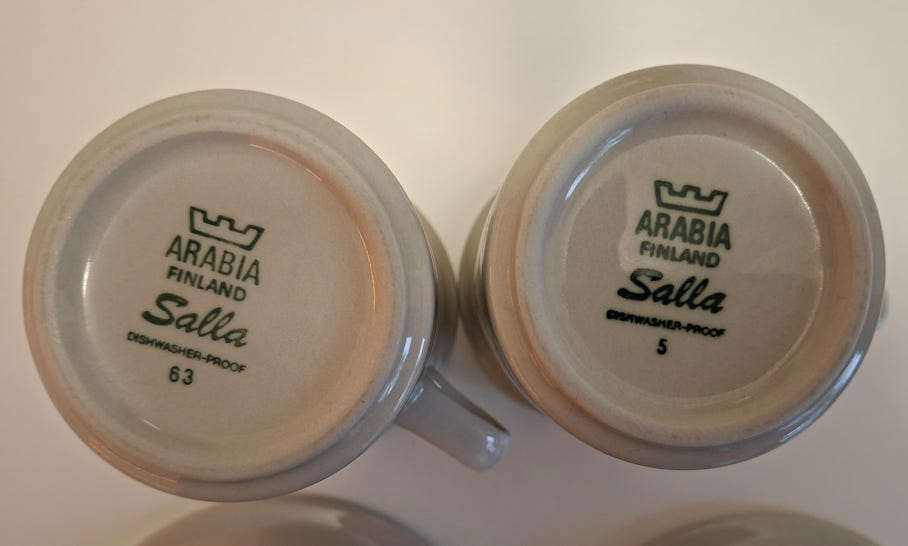 ARABIA
FINLAND
Salla
DISHWASHER-PROOF
63
ARABIA
FINLAND
Salla
DISHWASHER-PROOF
5